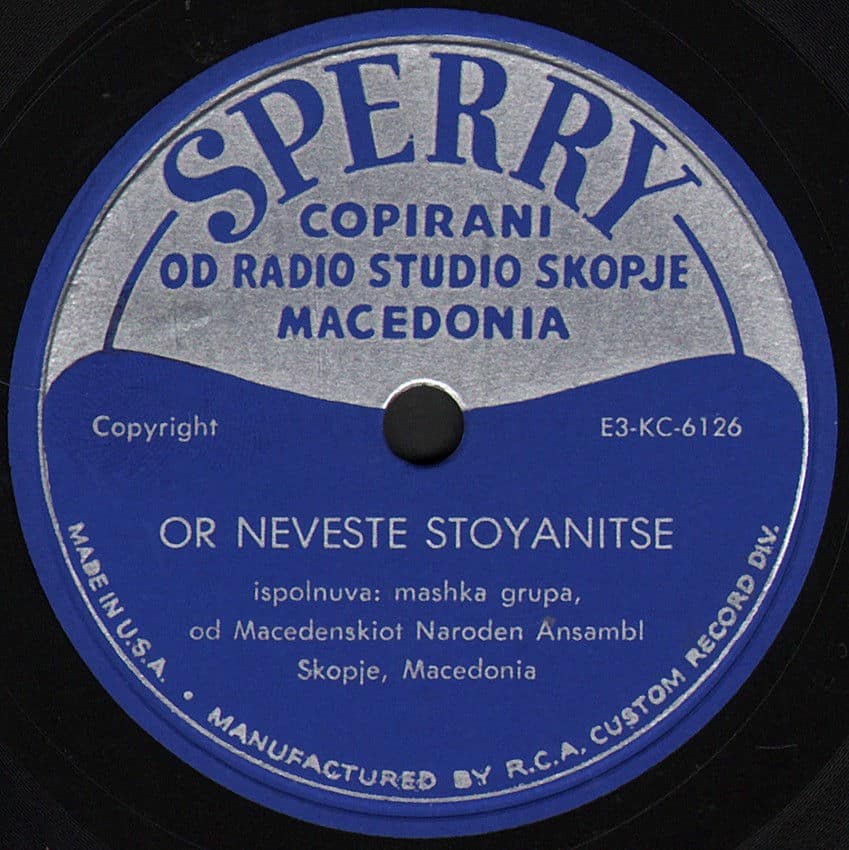 SPERRY
COPIRANI
OD RADIO STUDIO SKOPJE
MACEDONIA
Copyright
E3-KC-6126
OR NEVESTE STOYANITSE
ispolnuva: mashka grupa,
od Macedenskiot Naroden Ansambl
Skopje, Macedonia
MADE IN U.S.A. • MANUFACTURED BY R.C.A. CUSTOM RECORD DIV.